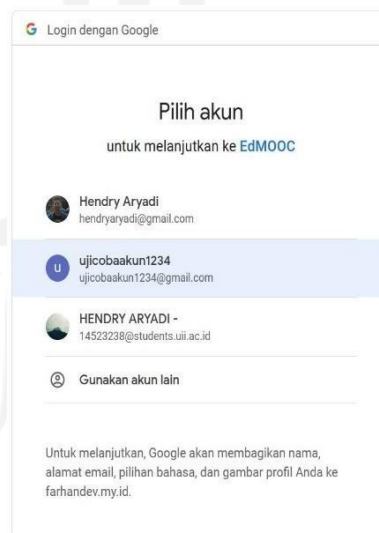 Login dengan Google
Pilih akun
untuk melanjutkan ke EdMOOC
Hendry Aryadi
hendryaryadi@gmail.com
u
ujicobaakun1234
ujicobaakun1234@gmail.com
HENDRY ARYADI -
14523238@students.uii.ac.id
Gunakan akun lain
Untuk melanjutkan, Google akan membagikan nama,
alamat email, pilihan bahasa, dan gambar profil Anda ke
farhandev.my.id.